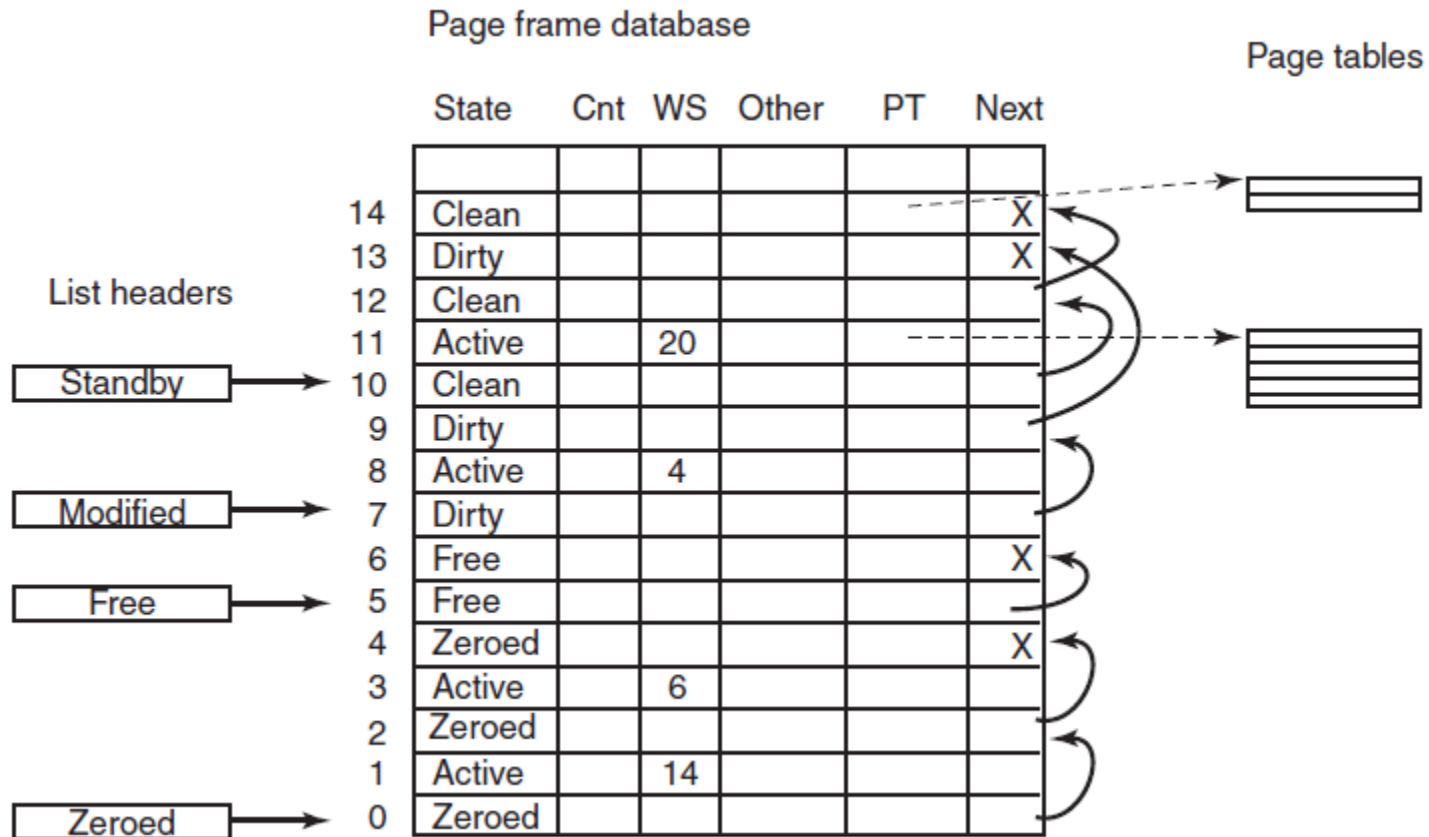 Page frame database
Page tables
State Cnt WS Other PT Next
14 Clean X
13 Dirty X
List headers
12 Clean
11 Active 20
Standby 10 Clean
9 Dirty
8 Active 4
Modified 7 Dirty
6 Free X
Free 5 Free
4 Zeroed X
3 Active 6
2 Zeroed
1 Active 14
Zeroed 0 Zeroed